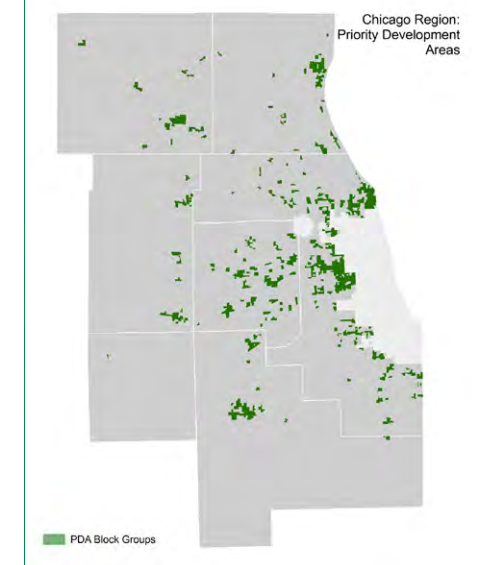 Chicago Region:
Priority Development
Areas
PDA Block Groups